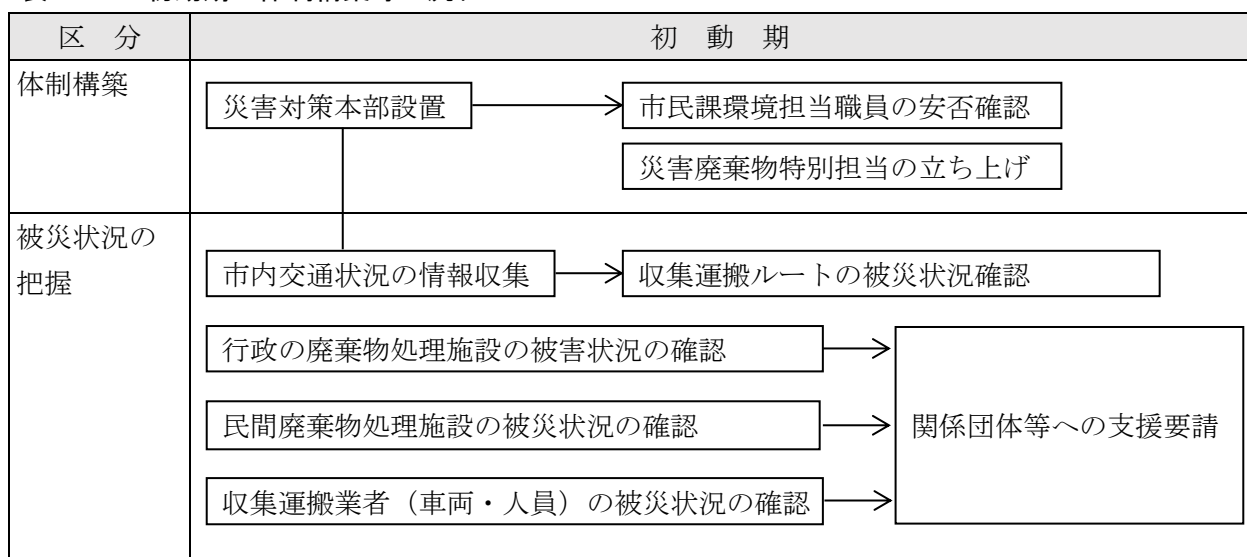 区　分
初　動　期
体制構築
災害対策本部設置
市民課環境担当職員の安否確認
災害廃棄物特別担当の立ち上げ
被災状況の
把握
市内交通状況の情報収集
収集運搬ルートの被災状況確認
行政の廃棄物処理施設の被害状況の確認
民間廃棄物処理施設の被災状況の確認
関係団体等への支援要請
収集運搬業者（車両・人員）の被災状況の確認